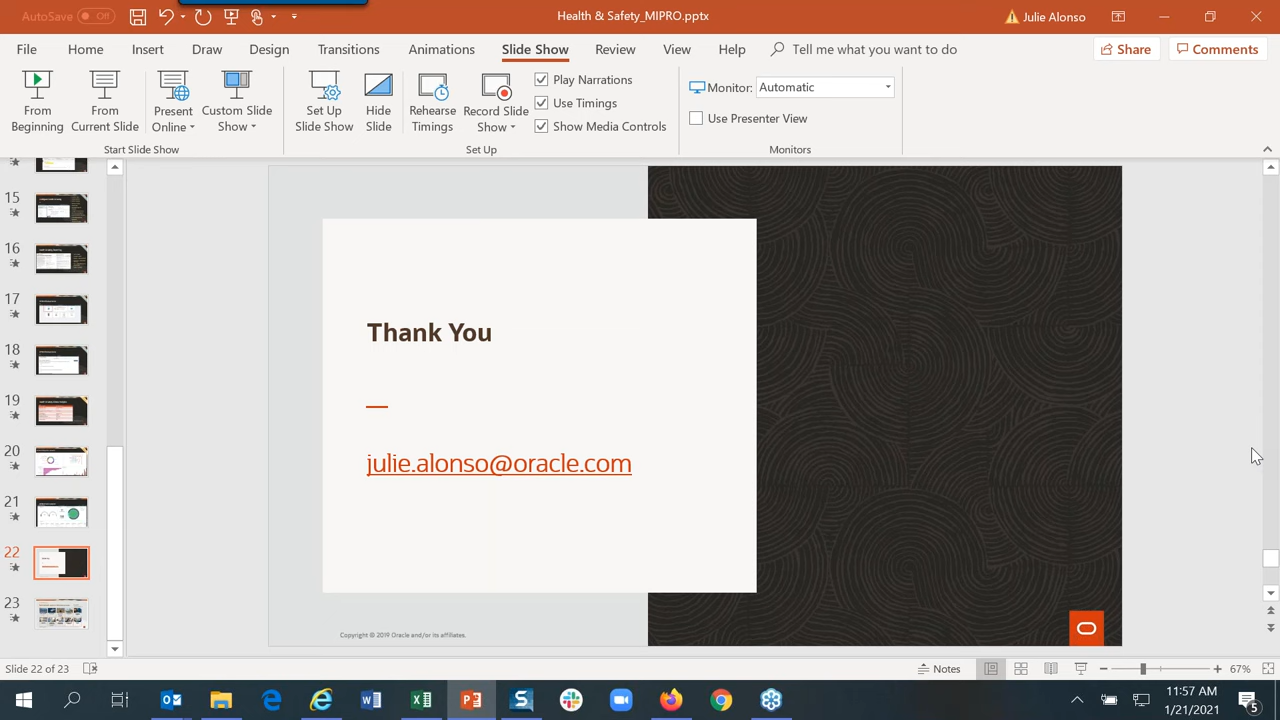 AutoSave Off
Health & Safety_MIPRO.pptx
Julie Alonso
File Home Insert Draw Design Transitions Animations Slide Show Review View Help Tell me what you want to do
Share Comments
From Beginning
From Current Slide
Present Online
Custom Slide Show
Set Up Slide Show
Hide Slide
Rehearse Timings
Record Slide Show
Play Narrations
Use Timings
Show Media Controls
Monitor: Automatic
Use Presenter View
Start Slide Show
Set Up
Monitors
15
16
17
18
19
20
21
22
23
Thank You
julie.alonso@oracle.com
Copyright © 2019 Oracle and/or its affiliates.
Slide 22 of 23
Notes
67%
11:57 AM
1/21/2021
5